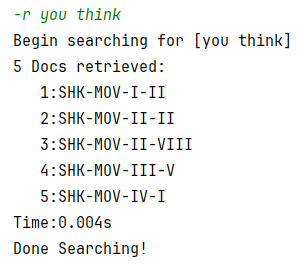 -r you think
Begin searching for [you think]
5 Docs retrieved:
1:SHK-MOV-I-II
2:SHK-MOV-II-II
3:SHK-MOV-II-VIII
4:SHK-MOV-III-V
5:SHK-MOV-IV-I
Time:0.004s
Done Searching!